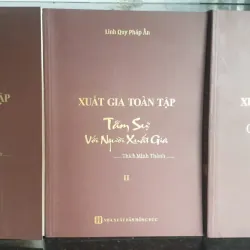 Linh Quy Pháp Ấn
XUẤT GIA TOÀN TẬP
Tâm Sự
Với Người Xuất Gia
Thích Minh Thành
II
NHÀ XUẤT BẢN HỒNG ĐỨC
ẬP
X